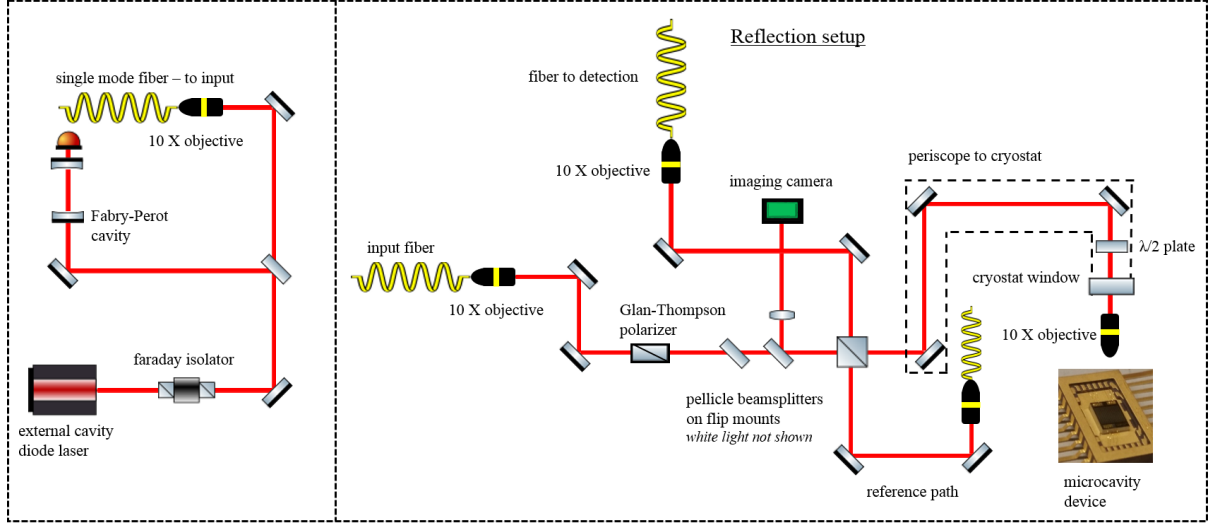 single mode fiber – to input
10 X objective
Fabry-Perot
cavity
faraday isolator
external cavity
diode laser
Reflection setup
fiber to detection
10 X objective
imaging camera
periscope to cryostat
input fiber
λ/2 plate
cryostat window
10 X objective
Glan-Thompson
polarizer
10 X objective
pellicle beamsplitters
on flip mounts
white light not shown
reference path
microcavity
device